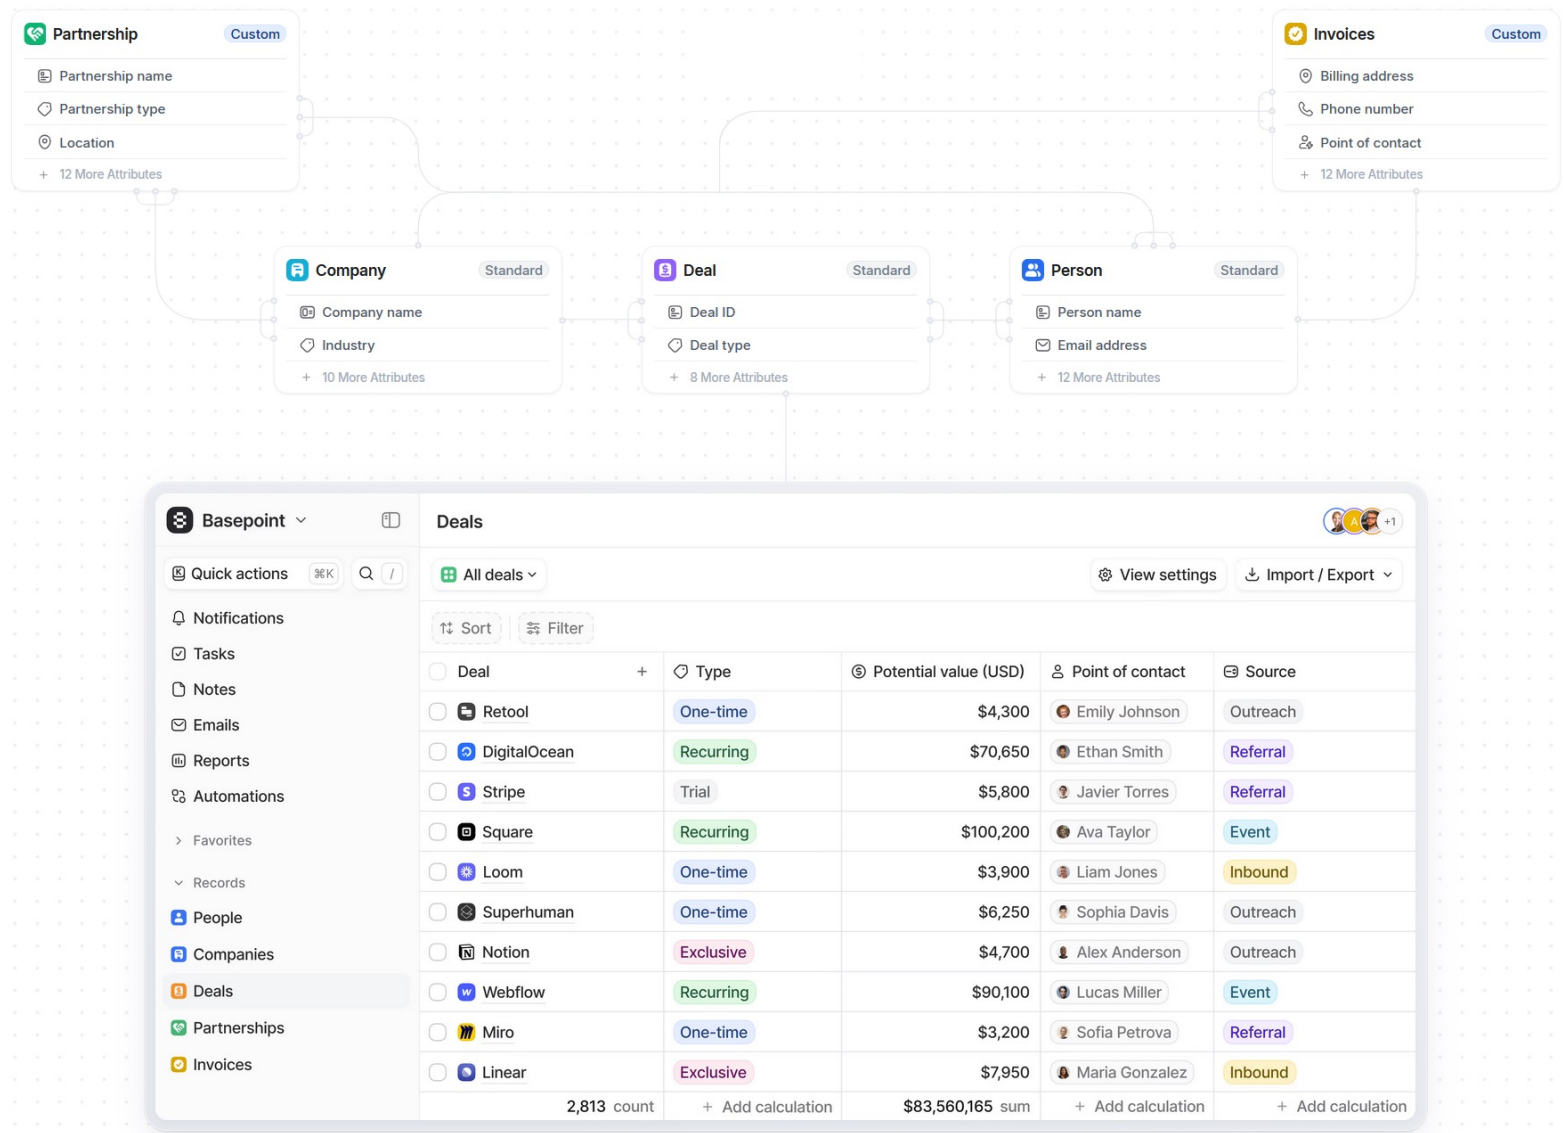 Partnership Custom
Partnership name
Partnership type
Location
12 More Attributes
Invoices Custom
Billing address
Phone number
Point of contact
12 More Attributes
Company Standard
Company name
Industry
10 More Attributes
Deal Standard
Deal ID
Deal type
8 More Attributes
Person Standard
Person name
Email address
12 More Attributes
Basepoint
Quick actions ⌘K /
Notifications
Tasks
Notes
Emails
Reports
Automations
Favorites
Records
People
Companies
Deals
Partnerships
Invoices
Deals A +1
All deals View settings Import / Export
Sort Filter
Deal + Type Potential value (USD) Point of contact Source
Retool One-time $4,300 Emily Johnson Outreach
DigitalOcean Recurring $70,650 Ethan Smith Referral
Stripe Trial $5,800 Javier Torres Referral
Square Recurring $100,200 Ava Taylor Event
Loom One-time $3,900 Liam Jones Inbound
Superhuman One-time $6,250 Sophia Davis Outreach
Notion Exclusive $4,700 Alex Anderson Outreach
Webflow Recurring $90,100 Lucas Miller Event
Miro One-time $3,200 Sofia Petrova Referral
Linear Exclusive $7,950 Maria Gonzalez Inbound
2,813 count + Add calculation $83,560,165 sum + Add calculation + Add calculation